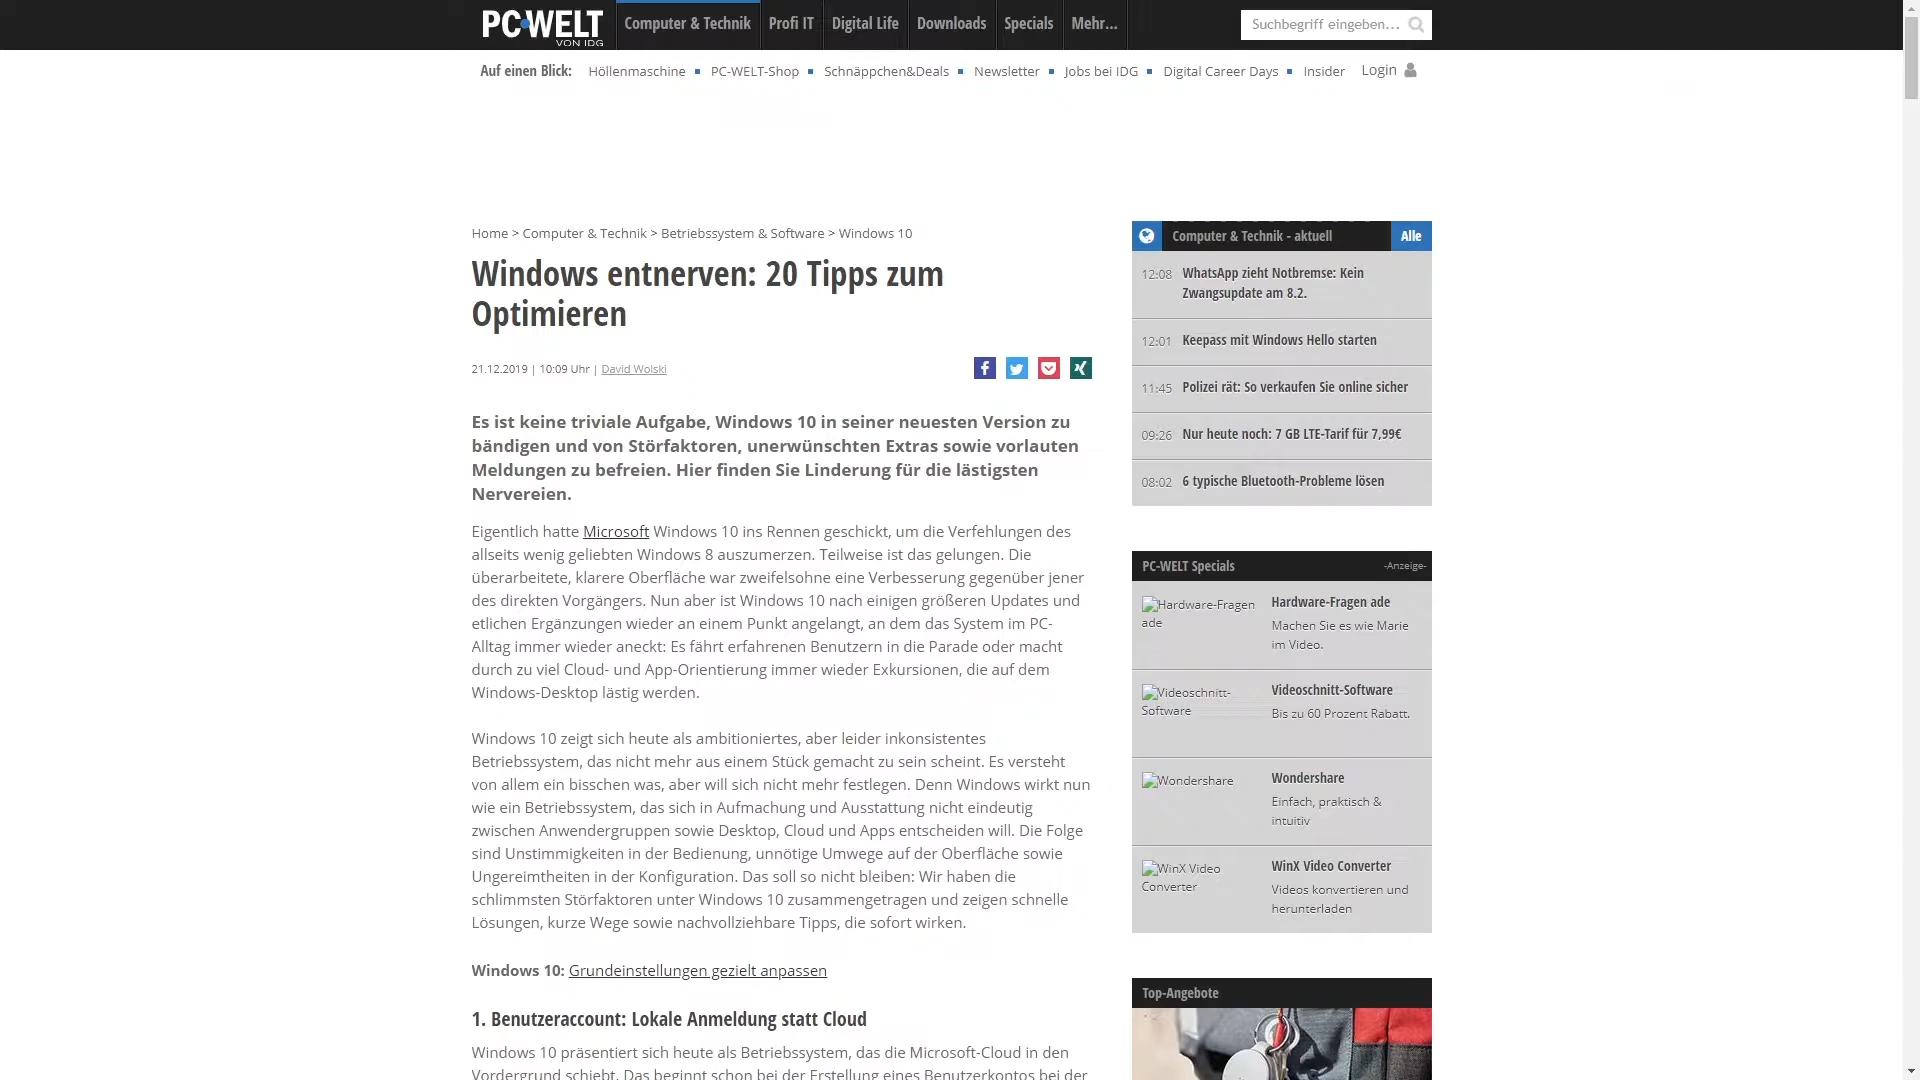 PC WELT
VON IDG
Computer & Technik
Profi IT
Digital Life
Downloads
Specials
Mehr...
Suchbegriff eingeben...
Auf einen Blick:
Höllenmaschine
PC-WELT-Shop
Schnäppchen&Deals
Newsletter
Jobs bei IDG
Digital Career Days
Insider
Login
Home > Computer & Technik > Betriebssystem & Software > Windows 10
Windows entnerven: 20 Tipps zum
Optimieren
21.12.2019 | 10:09 Uhr | David Wolski
Es ist keine triviale Aufgabe, Windows 10 in seiner neuesten Version zu
bändigen und von Störfaktoren, unerwünschten Extras sowie vorlauten
Meldungen zu befreien. Hier finden Sie Linderung für die lästigsten
Nervereien.
Eigentlich hatte Microsoft Windows 10 ins Rennen geschickt, um die Verfehlungen des
allseits wenig geliebten Windows 8 auszumerzen. Teilweise ist das gelungen. Die
überarbeitete, klarere Oberfläche war zweifelsohne eine Verbesserung gegenüber jener
des direkten Vorgängers. Nun aber ist Windows 10 nach einigen größeren Updates und
etlichen Ergänzungen wieder an einem Punkt angelangt, an dem das System im PC-
Alltag immer wieder aneckt: Es fährt erfahrenen Benutzern in die Parade oder macht
durch zu viel Cloud- und App-Orientierung immer wieder Exkursionen, die auf dem
Windows-Desktop lästig werden.
Windows 10 zeigt sich heute als ambitioniertes, aber leider inkonsistentes
Betriebssystem, das nicht mehr aus einem Stück gemacht zu sein scheint. Es versteht
von allem ein bisschen was, aber will sich nicht mehr festlegen. Denn Windows wirkt nun
wie ein Betriebssystem, das sich in Aufmachung und Ausstattung nicht eindeutig
zwischen Anwendergruppen sowie Desktop, Cloud und Apps entscheiden will. Die Folge
sind Unstimmigkeiten in der Bedienung, unnötige Umwege auf der Oberfläche sowie
Ungereimtheiten in der Konfiguration. Das soll so nicht bleiben: Wir haben die
schlimmsten Störfaktoren unter Windows 10 zusammengetragen und zeigen schnelle
Lösungen, kurze Wege sowie nachvollziehbare Tipps, die sofort wirken.
Windows 10: Grundeinstellungen gezielt anpassen
1. Benutzeraccount: Lokale Anmeldung statt Cloud
Windows 10 präsentiert sich heute als Betriebssystem, das die Microsoft-Cloud in den
Vordergrund schiebt. Das beginnt schon bei der Erstellung eines Benutzerkontos bei der
Computer & Technik - aktuell
Alle
12:08 WhatsApp zieht Notbremse: Kein
Zwangsupdate am 8.2.
12:01 Keepass mit Windows Hello starten
11:45 Polizei rät: So verkaufen Sie online sicher
09:26 Nur heute noch: 7 GB LTE-Tarif für 7,99€
08:02 6 typische Bluetooth-Probleme lösen
PC-WELT Specials
-Anzeige-
Hardware-Fragen
ade
Hardware-Fragen ade
Machen Sie es wie Marie
im Video.
Videoschnitt-
Software
Videoschnitt-Software
Bis zu 60 Prozent Rabatt.
Wondershare
Wondershare
Einfach, praktisch &
intuitiv
WinX Video
Converter
WinX Video Converter
Videos konvertieren und
herunterladen
Top-Angebote